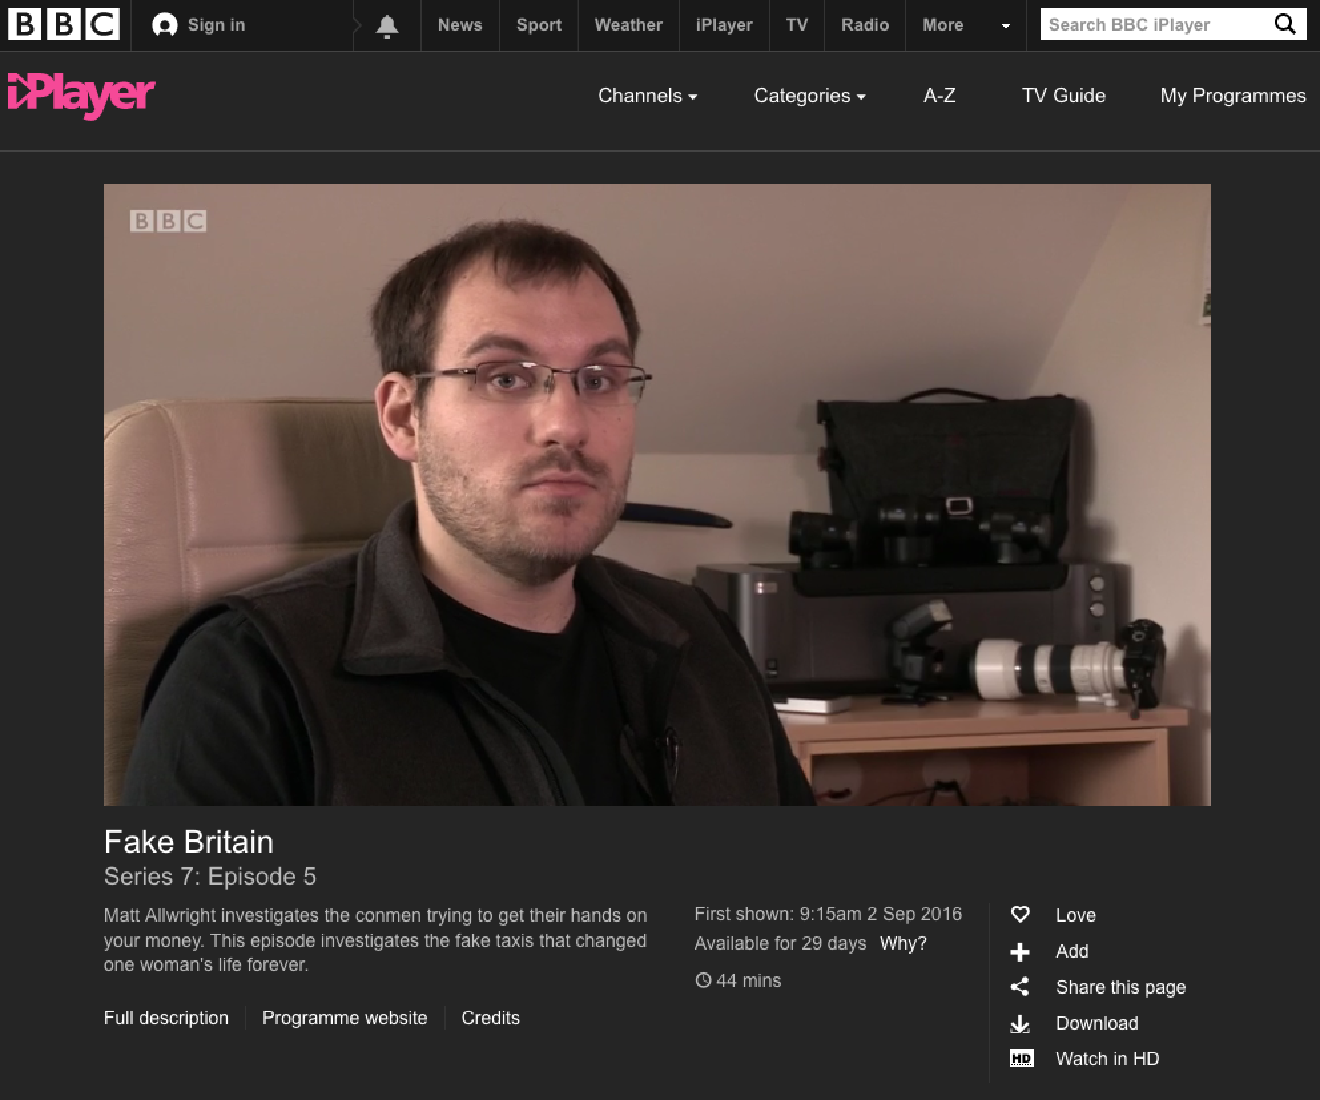 BBC
Sign in
News
Sport
Weather
iPlayer
TV
Radio
More
Search BBC iPlayer
iPlayer
Channels
Categories
A-Z
TV Guide
My Programmes
BBC
Fake Britain
Series 7: Episode 5
Matt Allwright investigates the conmen trying to get their hands on
your money. This episode investigates the fake taxis that changed
one woman's life forever.
Full description
Programme website
Credits
First shown: 9:15am 2 Sep 2016
Available for 29 days Why?
44 mins
Love
Add
Share this page
Download
HD Watch in HD